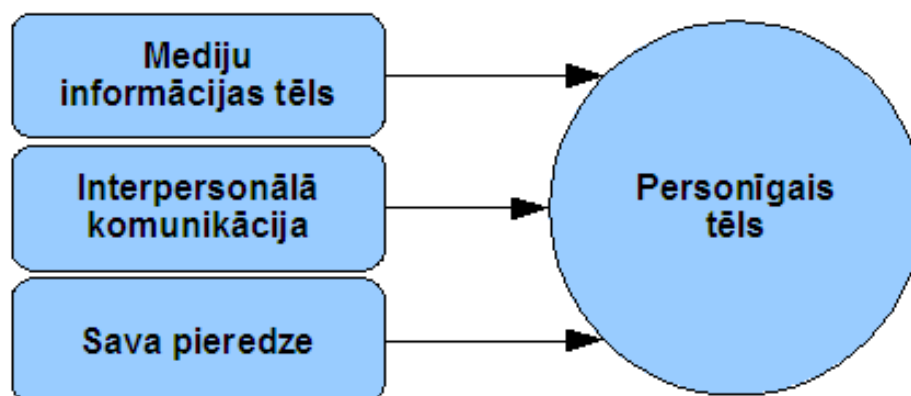 Mediju
informācijas tēls
Interpersonālā
komunikācija
Sava pieredze
Personīgais
tēls